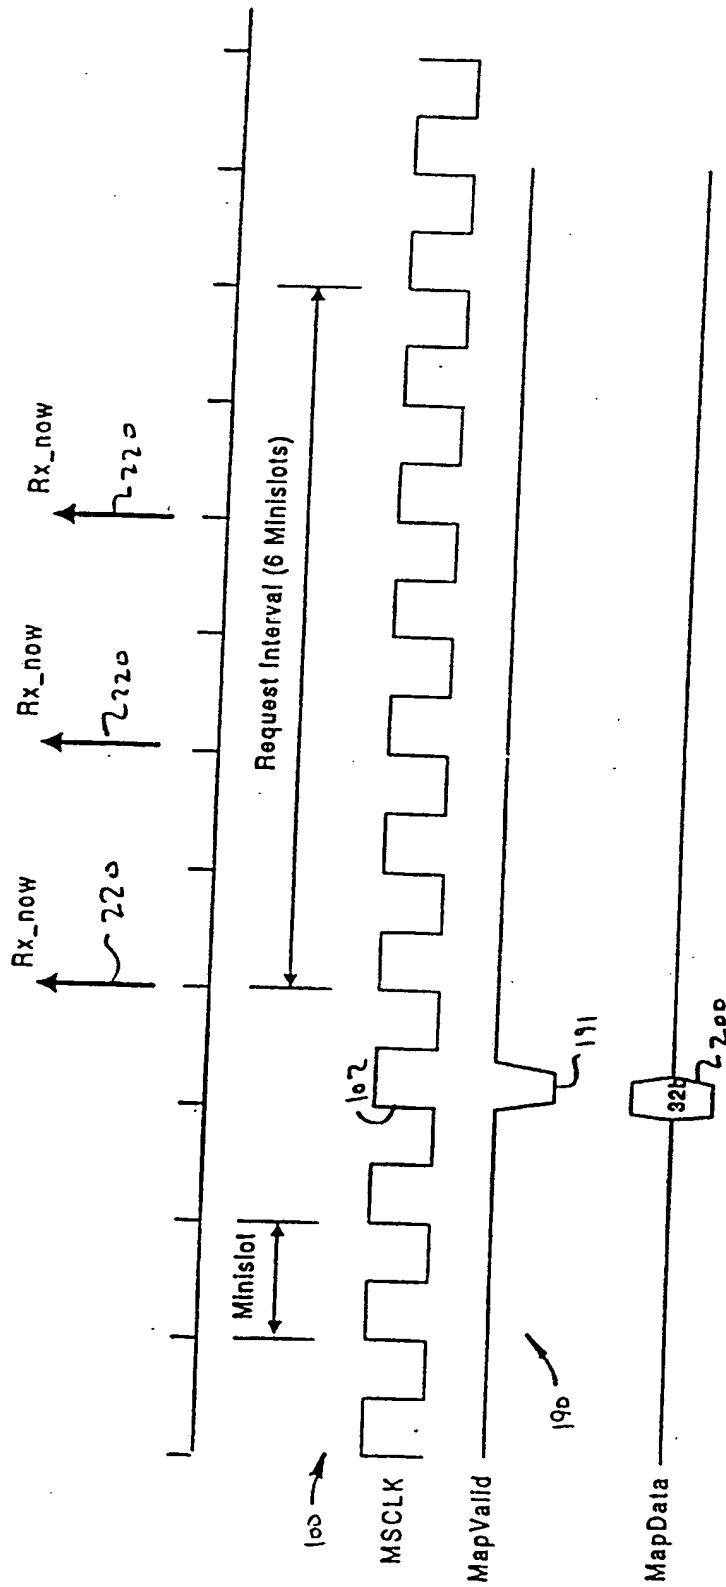 Rx_now
220
Rx_now
220
Rx_now
220
Minislot
Request Interval (6 Minislots)
100
MSCLK
102
MapValid
190
191
MapData
32b
200